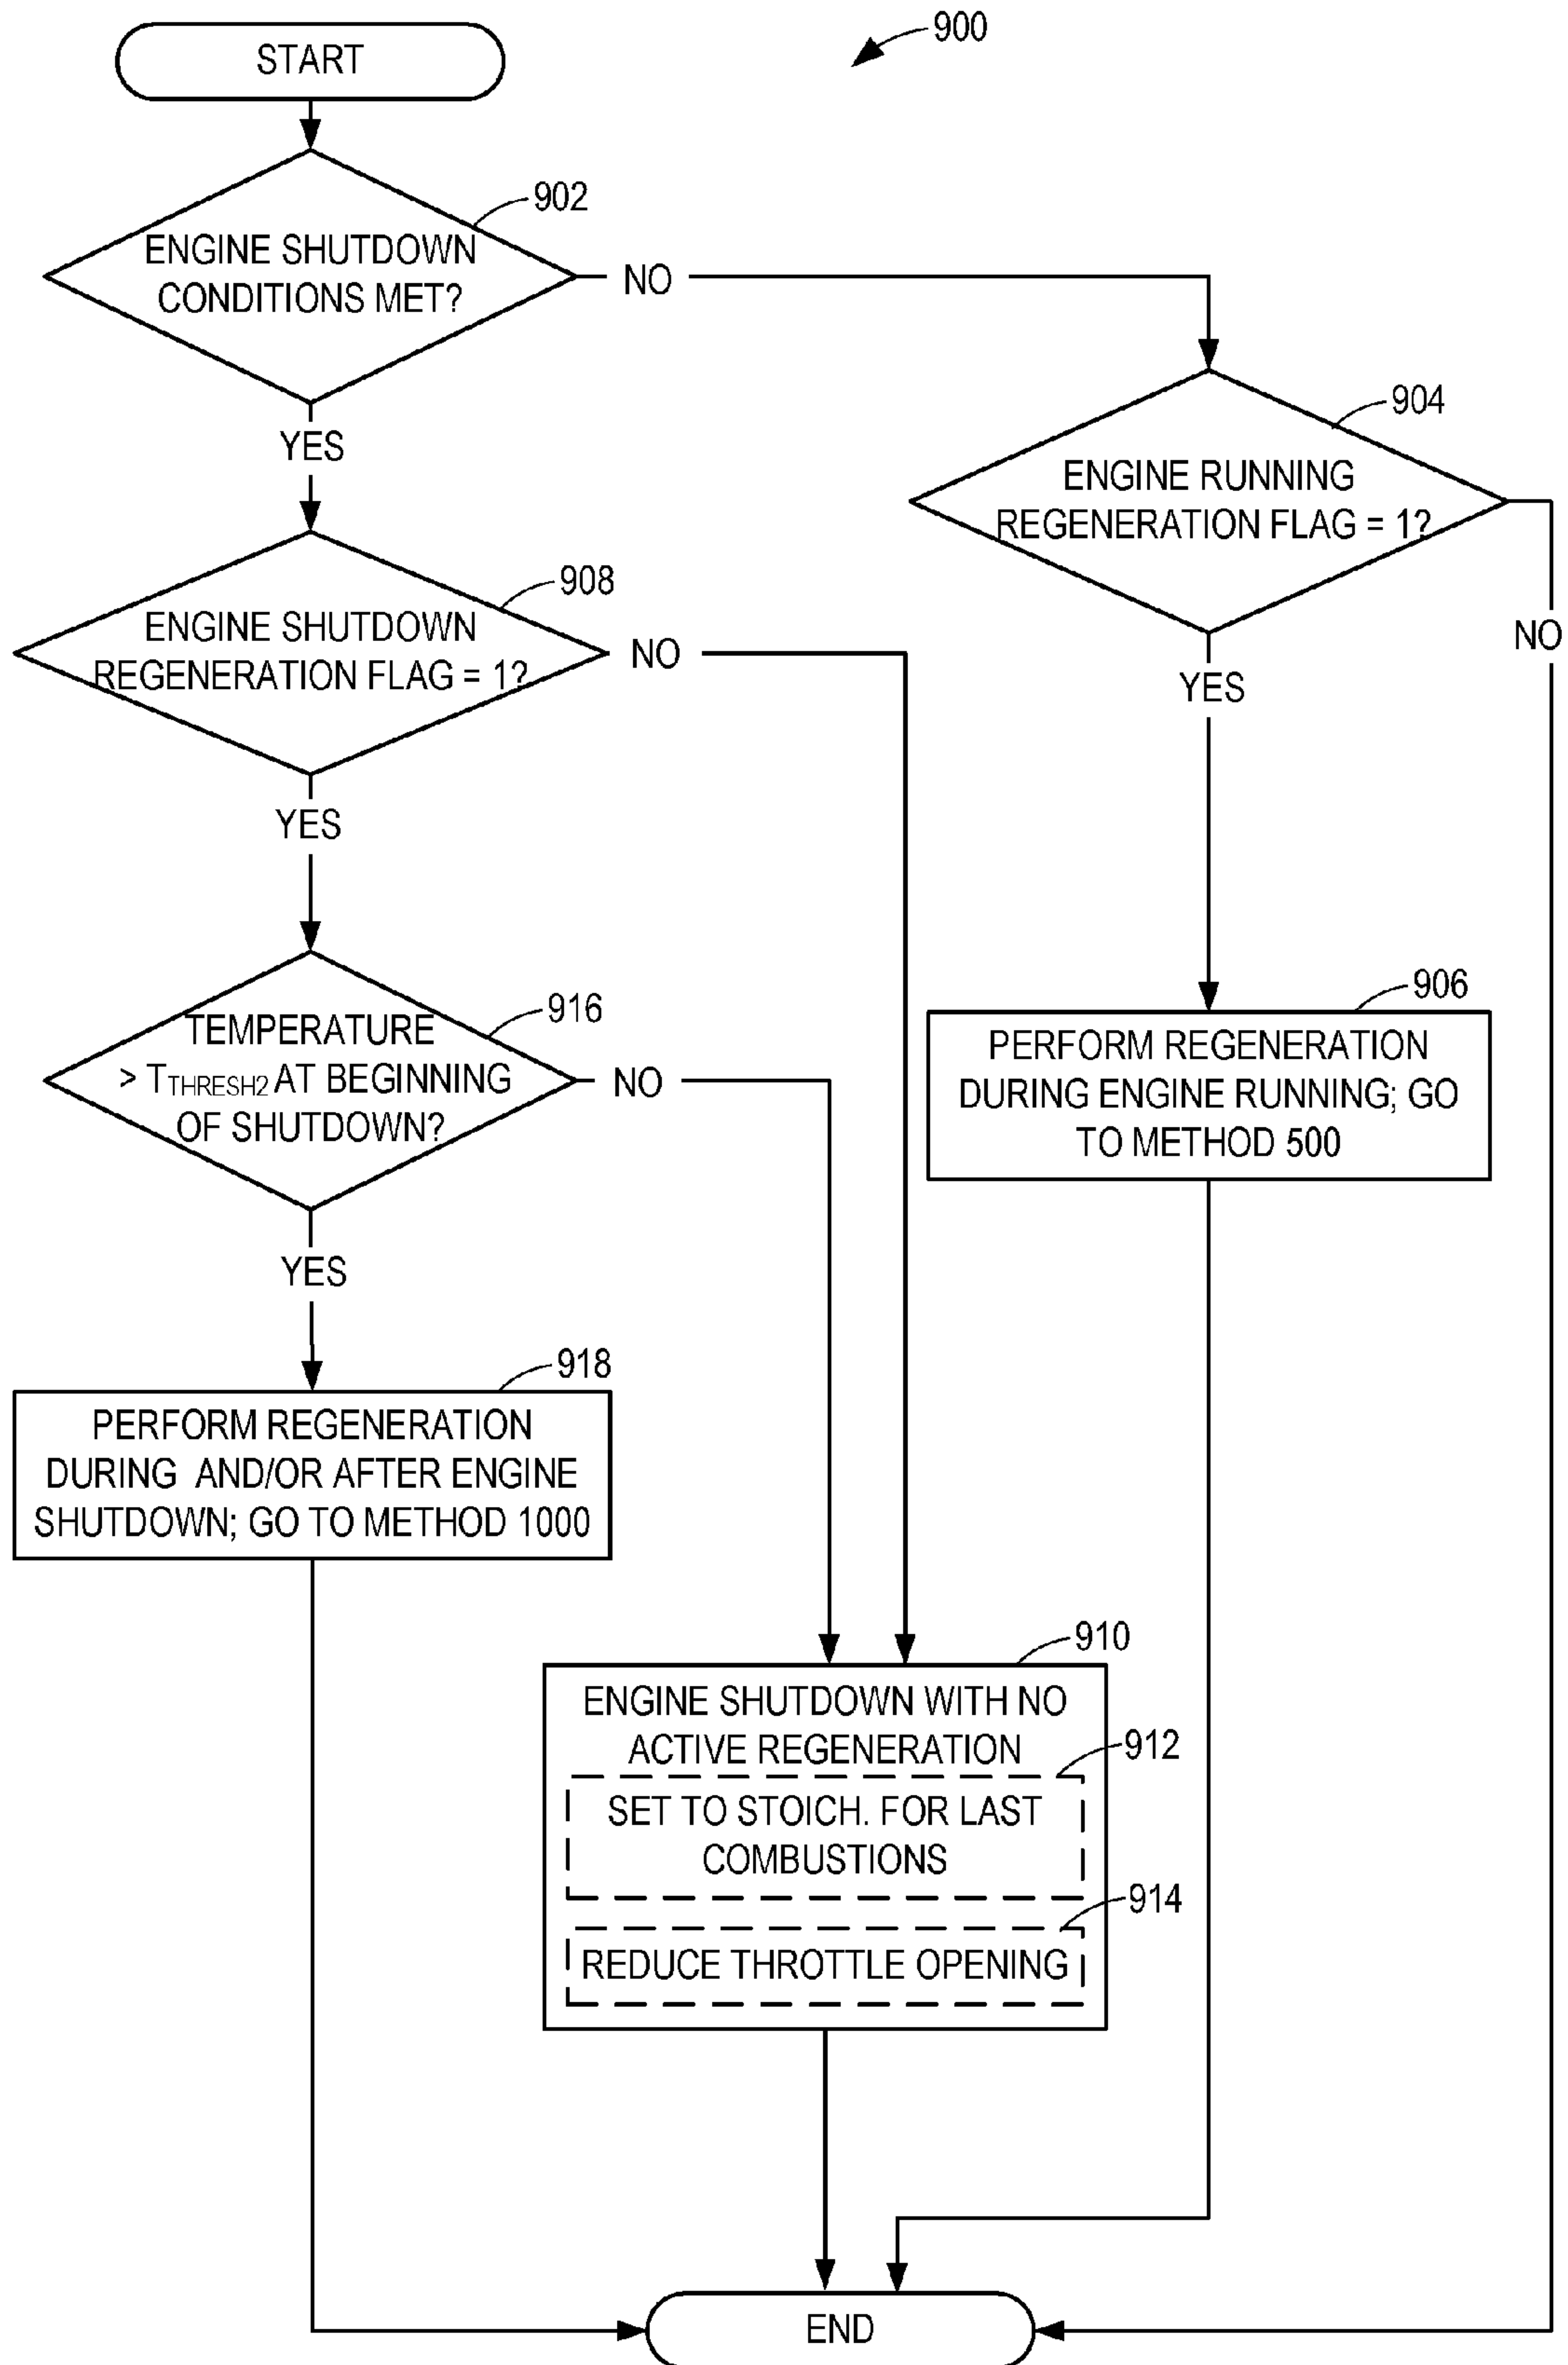 900
START
902
ENGINE SHUTDOWN
CONDITIONS MET?
NO
YES
904
ENGINE RUNNING
REGENERATION FLAG = 1?
NO
YES
908
ENGINE SHUTDOWN
REGENERATION FLAG = 1?
NO
YES
916
TEMPERATURE
> TTHRESH2 AT BEGINNING
OF SHUTDOWN?
NO
YES
906
PERFORM REGENERATION
DURING ENGINE RUNNING; GO
TO METHOD 500
918
PERFORM REGENERATION
DURING AND/OR AFTER ENGINE
SHUTDOWN; GO TO METHOD 1000
910
ENGINE SHUTDOWN WITH NO
ACTIVE REGENERATION
912
SET TO STOICH. FOR LAST
COMBUSTIONS
914
REDUCE THROTTLE OPENING
END